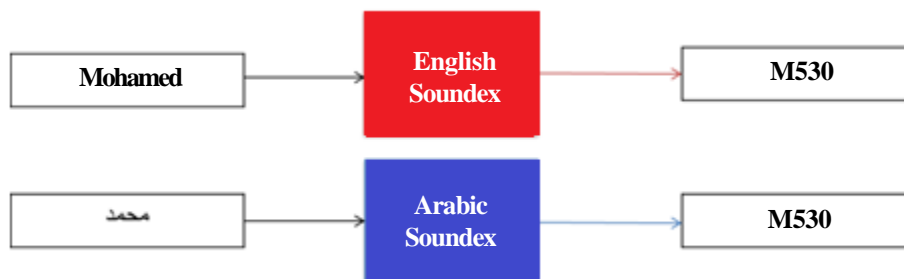 Mohamed
English
Soundex
M530
محمد
Arabic
Soundex
M530